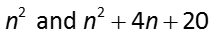 n² and n² + 4n + 20